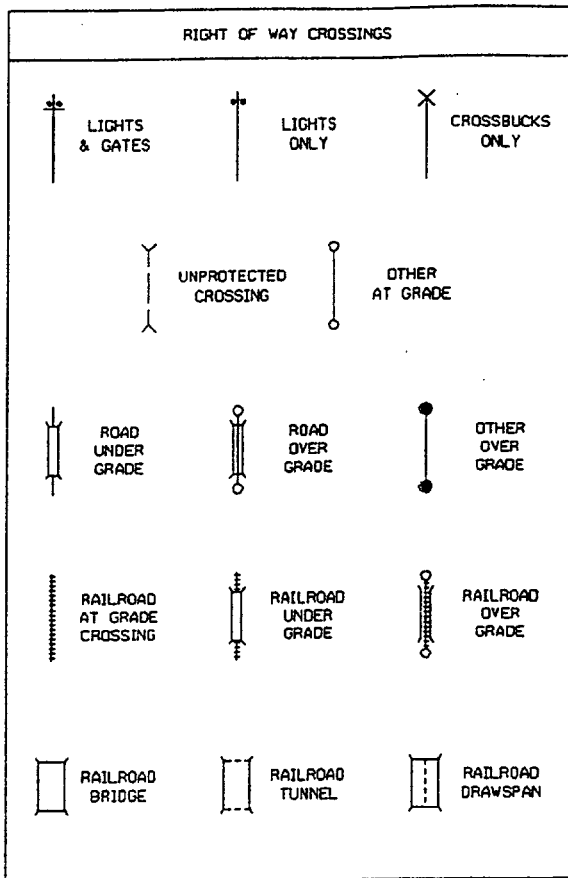 RIGHT OF WAY CROSSINGS
LIGHTS
& GATES
LIGHTS
ONLY
CROSSBUCKS
ONLY
UNPROTECTED
CROSSING
OTHER
AT GRADE
ROAD
UNDER
GRADE
ROAD
OVER
GRADE
OTHER
OVER
GRADE
RAILROAD
AT GRADE
CROSSING
RAILROAD
UNDER
GRADE
RAILROAD
OVER
GRADE
RAILROAD
BRIDGE
RAILROAD
TUNNEL
RAILROAD
DRAWSPAN